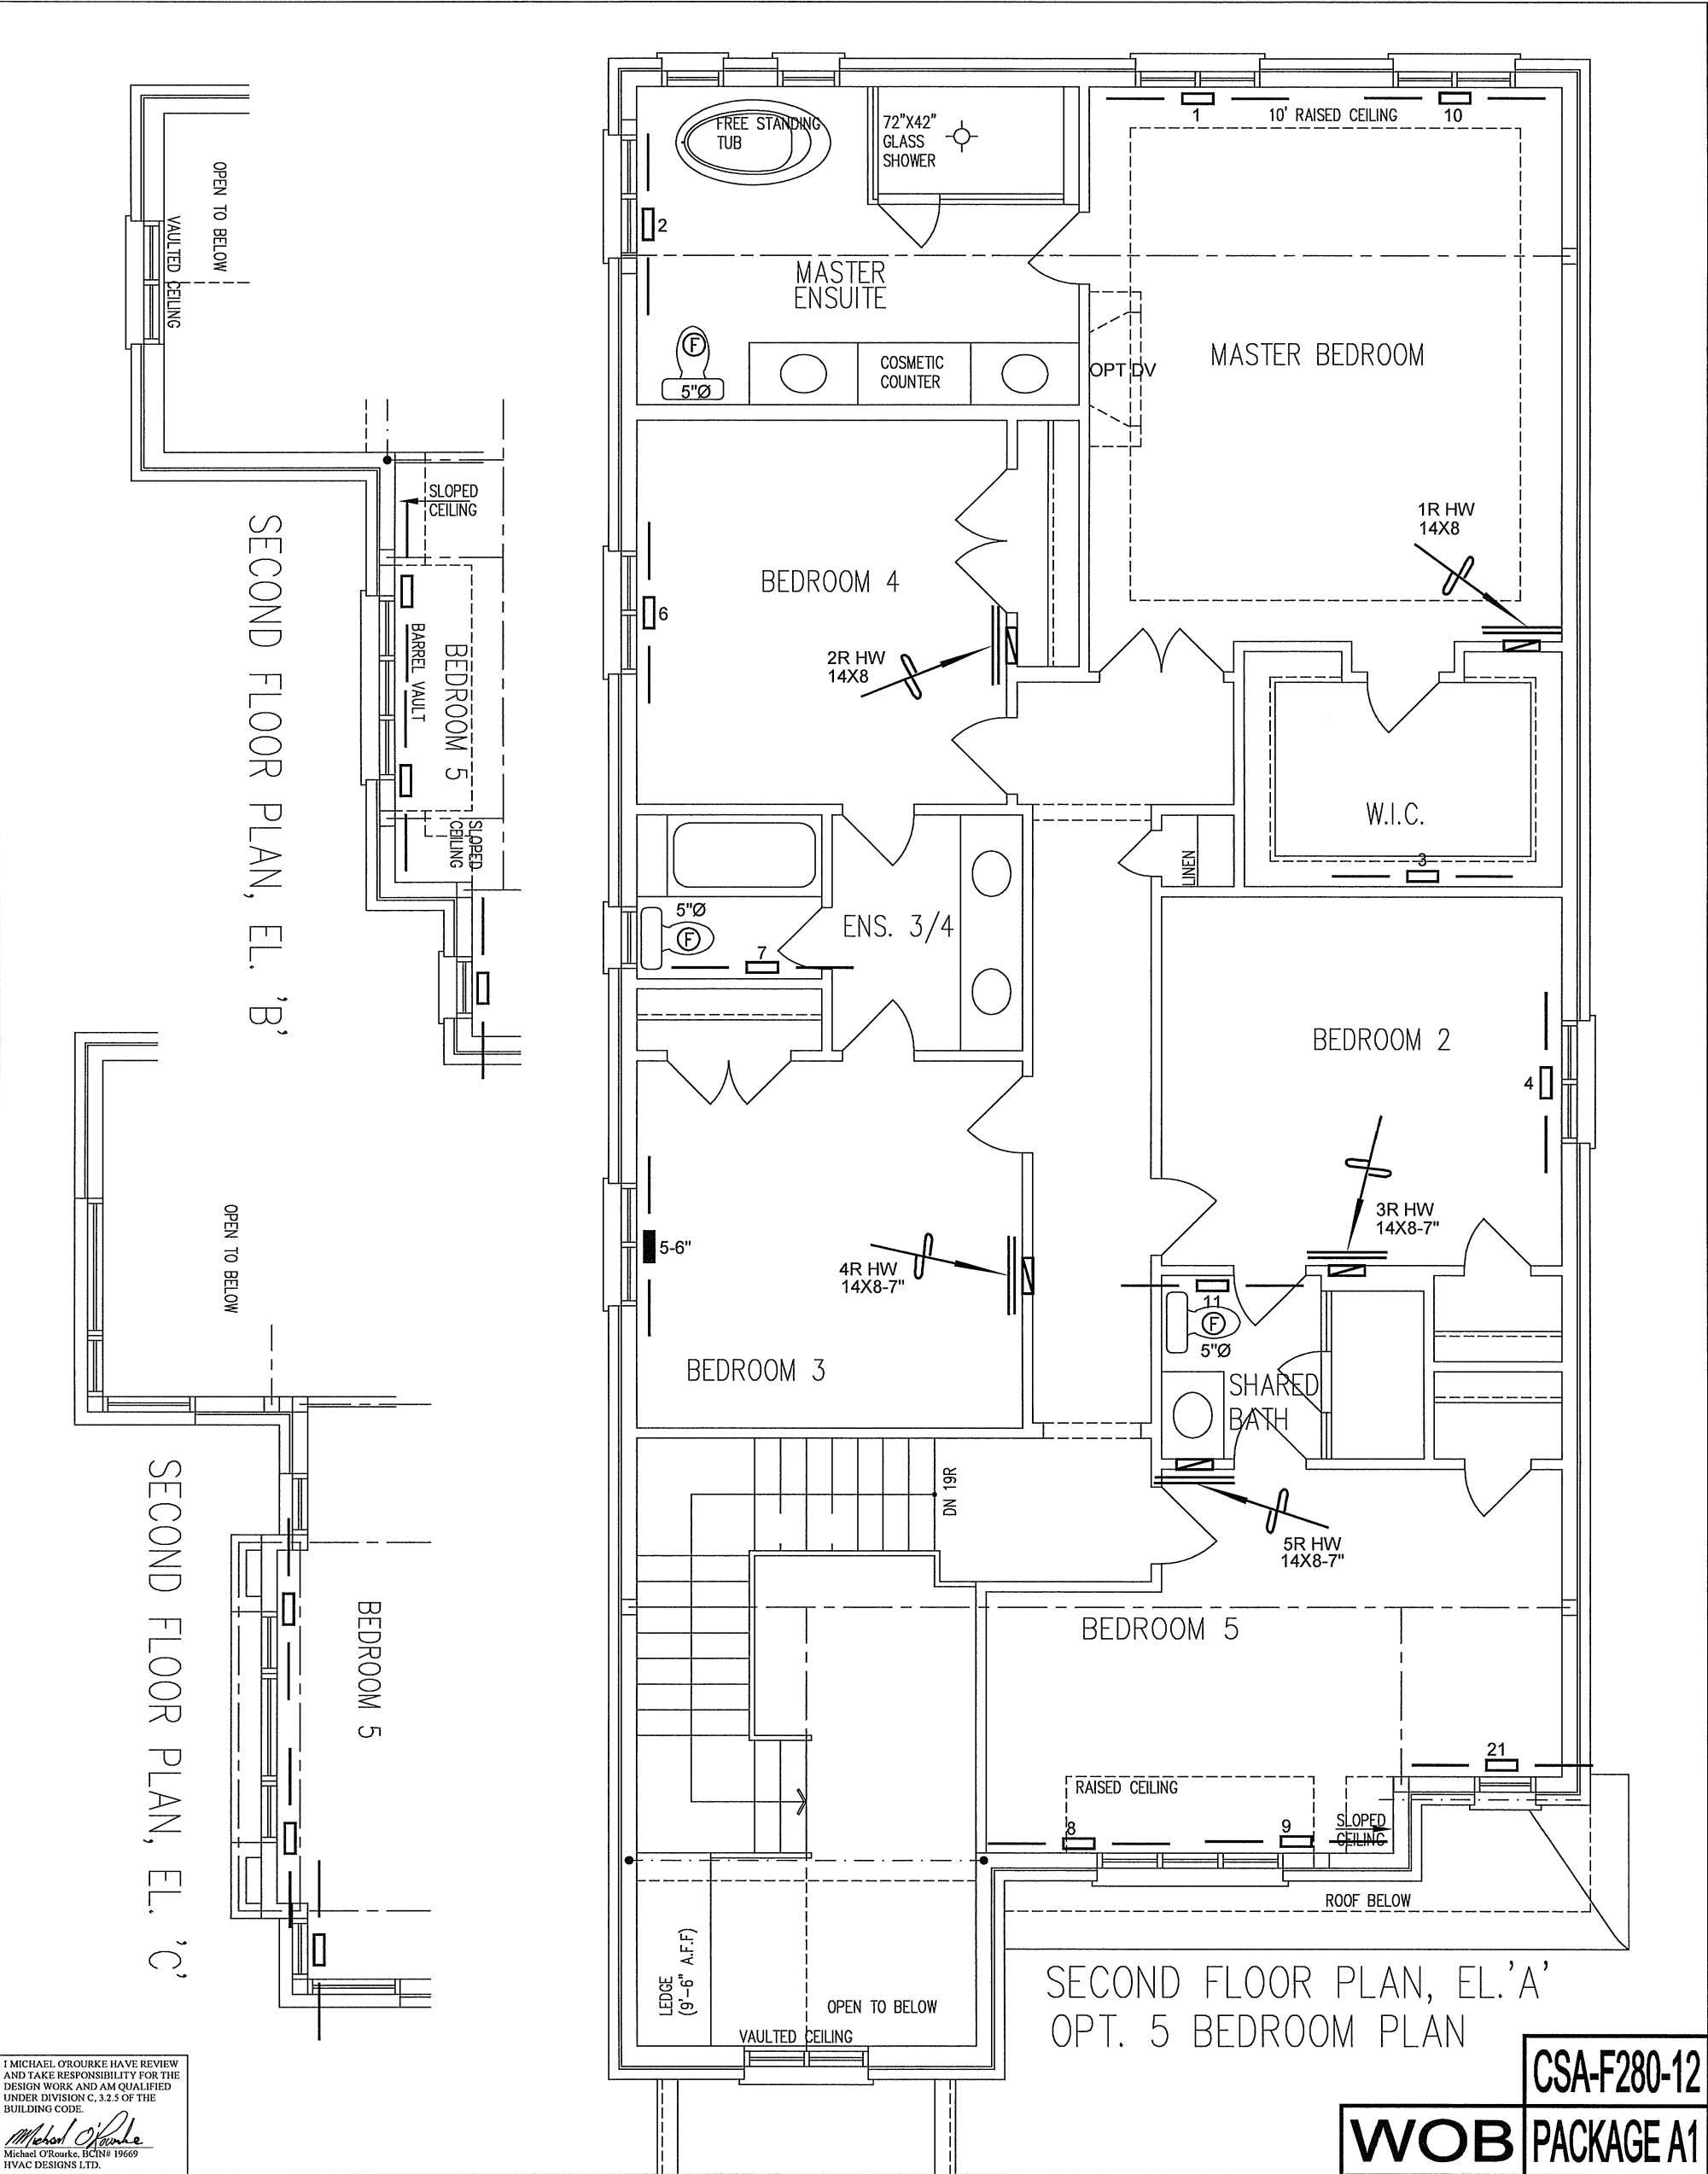 FREE STANDING
TUB
72"X42"
GLASS
SHOWER
1
10' RAISED CEILING
10
2
MASTER
ENSUITE
F
5"Ø
COSMETIC
COUNTER
OPT DV
MASTER BEDROOM
1R HW
14X8
BEDROOM 4
6
2R HW
14X8
W.I.C.
3
LINEN
5"Ø
F
7
ENS. 3/4
BEDROOM 2
4
3R HW
14X8-7"
5-6"
4R HW
14X8-7"
BEDROOM 3
11
F
5"Ø
SHARED
BATH
DN 19R
5R HW
14X8-7"
BEDROOM 5
21
RAISED CEILING
8
9
SLOPED
CEILING
ROOF BELOW
LEDGE
(9'-6" A.F.F)
OPEN TO BELOW
VAULTED CEILING
SECOND FLOOR PLAN, EL.'A'
OPT. 5 BEDROOM PLAN
OPEN TO BELOW
VAULTED CEILING
SLOPED
CEILING
BARREL VAULT
BEDROOM 5
SLOPED
CEILING
SECOND FLOOR PLAN, EL. 'B'
OPEN TO BELOW
BEDROOM 5
SECOND FLOOR PLAN, EL. 'C'
I MICHAEL O'ROURKE HAVE REVIEW
AND TAKE RESPONSIBILITY FOR THE
DESIGN WORK AND AM QUALIFIED
UNDER DIVISION C, 3.2.5 OF THE
BUILDING CODE.
Michael O'Rourke
Michael O'Rourke, BCIN# 19669
HVAC DESIGNS LTD.
CSA-F280-12
WOB
PACKAGE A1